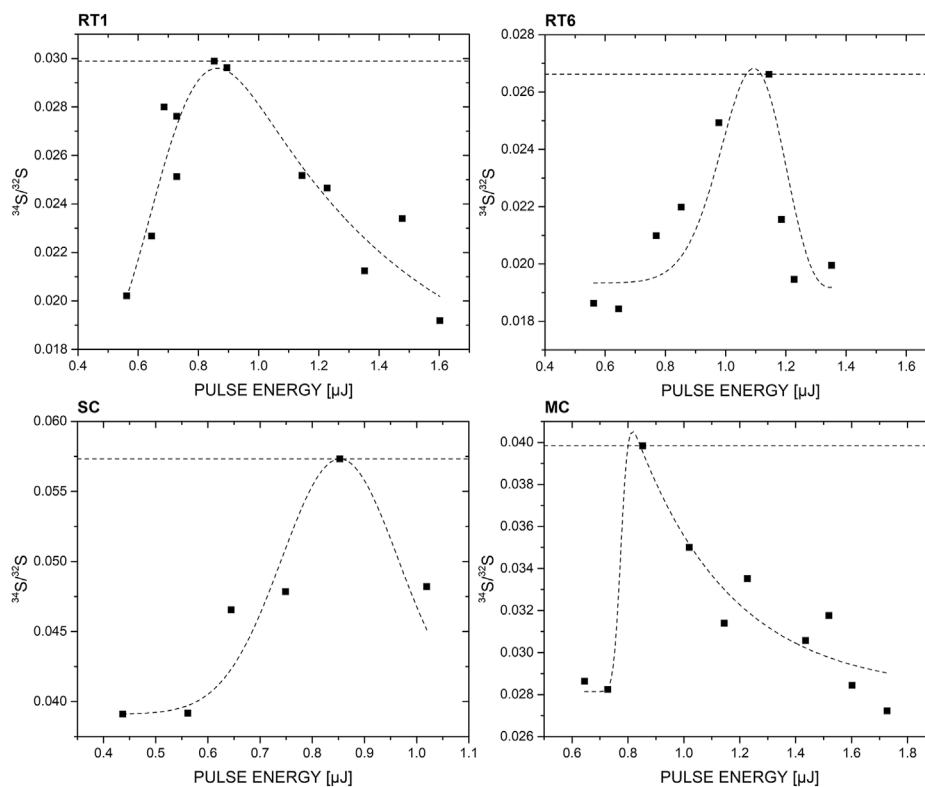 RT1
0.030
0.028
0.026
0.024
0.022
0.020
0.018
³⁴S/³²S
0.4 0.6 0.8 1.0 1.2 1.4 1.6
PULSE ENERGY [µJ]
RT6
0.028
0.026
0.024
0.022
0.020
0.018
³⁴S/³²S
0.4 0.6 0.8 1.0 1.2 1.4 1.6
PULSE ENERGY [µJ]
SC
0.060
0.055
0.050
0.045
0.040
³⁴S/³²S
0.4 0.5 0.6 0.7 0.8 0.9 1.0 1.1
PULSE ENERGY [µJ]
MC
0.040
0.038
0.036
0.034
0.032
0.030
0.028
0.026
³⁴S/³²S
0.6 0.8 1.0 1.2 1.4 1.6 1.8
PULSE ENERGY [µJ]